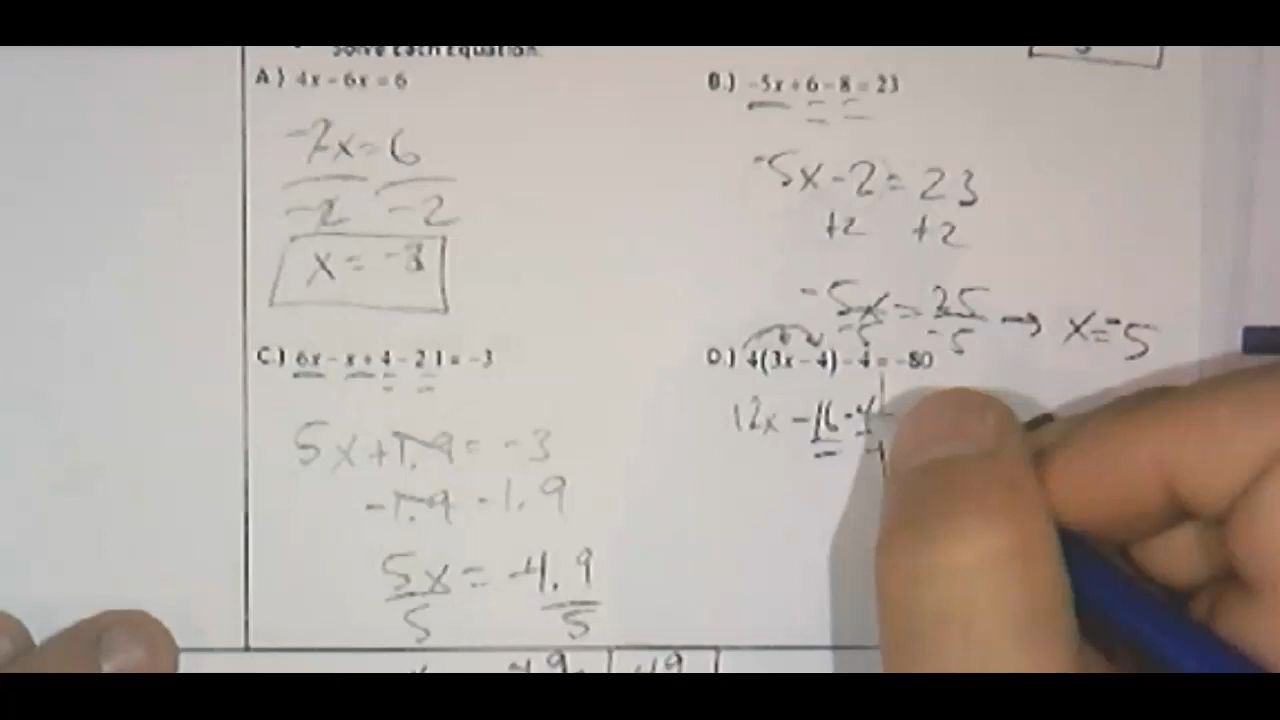 Solve Each Equation.
A.) 4x - 6x = 6
-2x = 6
-2 -2
x = -3
B.) -5x + 6 - 8 = 23
-5x - 2 = 23
+2 +2
-5x = 25 → x = -5
-5 -5
C.) 6x - x + 4 - 2.1 = -3
5x + 1.9 = -3
-1.9 -1.9
5x = -4.9
5 5
D.) 4(3x - 4) - 4 = -80
12x - 16 - 4